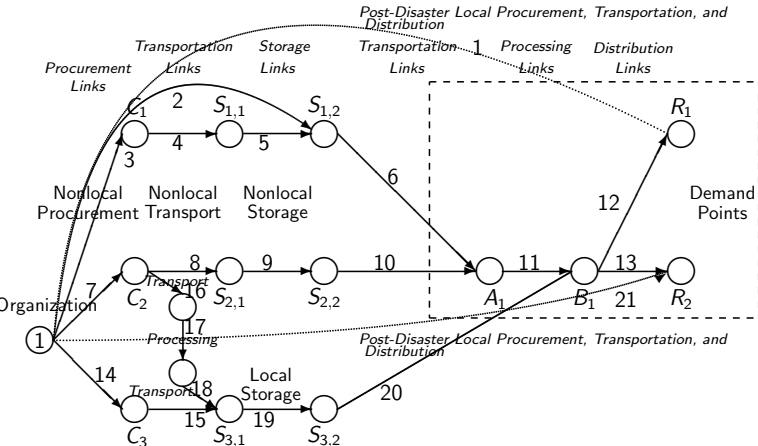 Post-Disaster Local Procurement, Transportation, and
Distribution
1
Transportation
Links
Storage
Links
Transportation
Links
Processing
Links
Distribution
Links
Procurement
Links
2
C1
S1,1
S1,2
R1
3
4
5
6
Nonlocal
Procurement
Nonlocal
Transport
Nonlocal
Storage
12
Demand
Points
8
9
10
11
13
7
Transport
16
C2
S2,1
S2,2
A1
B1
21
R2
Organization
1
17
Processing
Post-Disaster Local Procurement, Transportation, and
Distribution
14
Transport
18
Local
Storage
15
19
20
C3
S3,1
S3,2